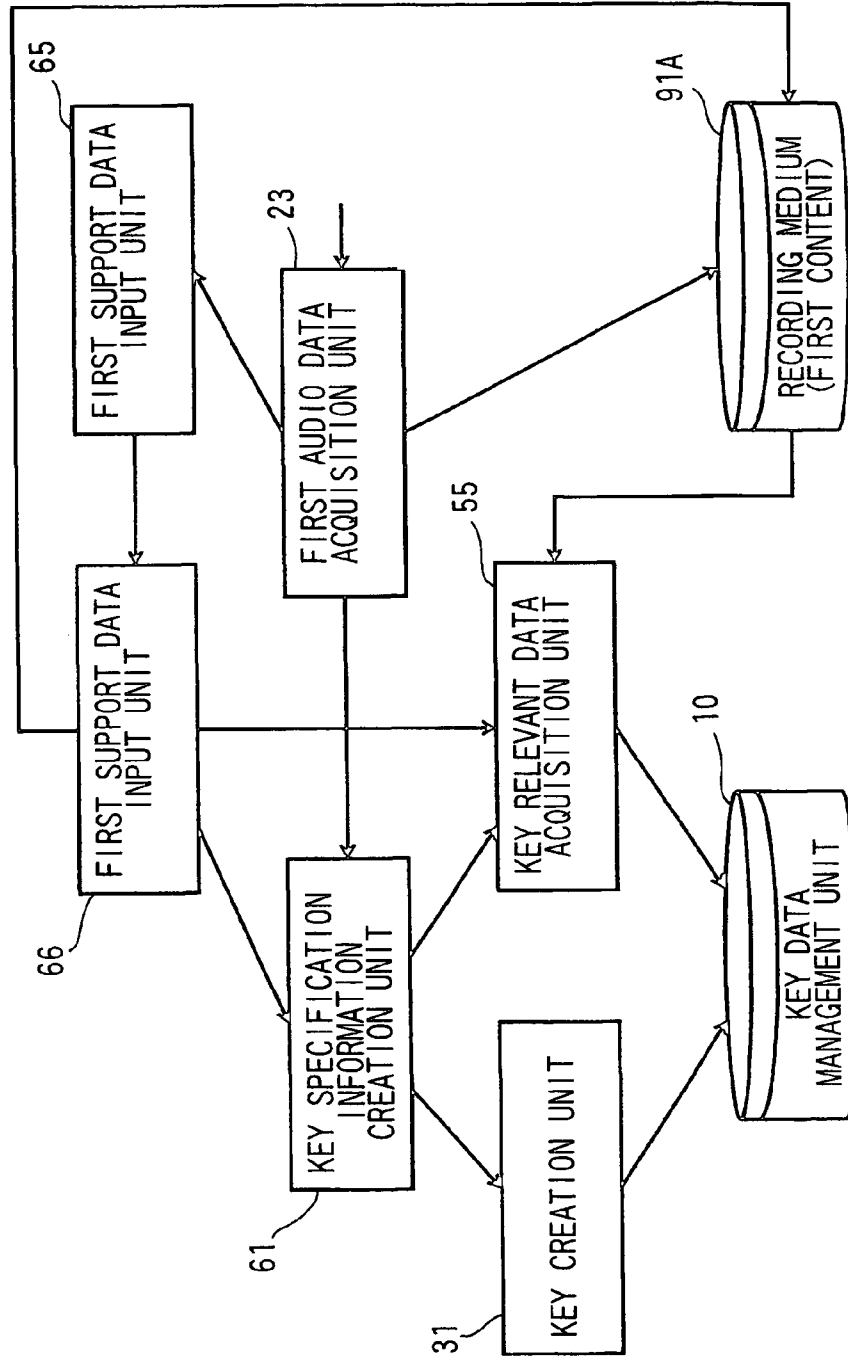 66
FIRST SUPPORT DATA
INPUT UNIT
65
FIRST SUPPORT DATA
INPUT UNIT
61
KEY SPECIFICATION
INFORMATION
CREATION UNIT
23
FIRST AUDIO DATA
ACQUISITION UNIT
31
KEY CREATION UNIT
55
KEY RELEVANT DATA
ACQUISITION UNIT
10
KEY DATA
MANAGEMENT UNIT
91A
RECORDING MEDIUM
(FIRST CONTENT)